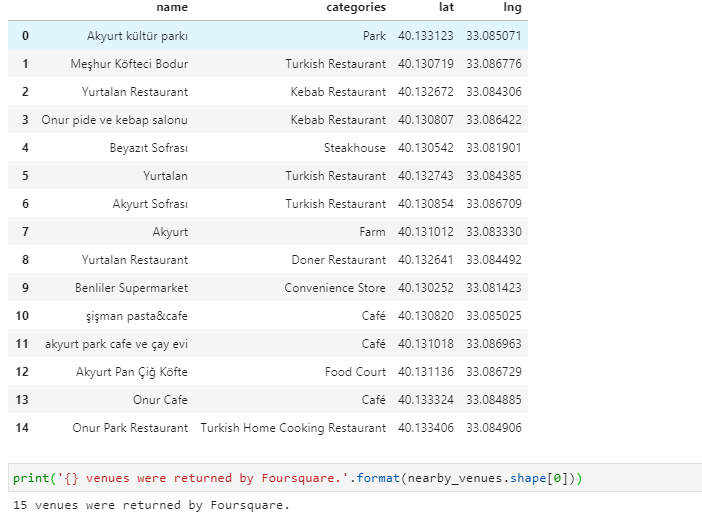 name categories lat lng
0 Akyurt kültür parkı Park 40.133123 33.085071
1 Meşhur Köfteci Bodur Turkish Restaurant 40.130719 33.086776
2 Yurtalan Restaurant Kebab Restaurant 40.132672 33.084306
3 Onur pide ve kebap salonu Kebab Restaurant 40.130807 33.086422
4 Beyazıt Sofrası Steakhouse 40.130542 33.081901
5 Yurtalan Turkish Restaurant 40.132743 33.084385
6 Akyurt Sofrası Turkish Restaurant 40.130854 33.086709
7 Akyurt Farm 40.131012 33.083330
8 Yurtalan Restaurant Doner Restaurant 40.132641 33.084492
9 Benliler Supermarket Convenience Store 40.130252 33.081423
10 şişman pasta&cafe Café 40.130820 33.085025
11 akyurt park cafe ve çay evi Café 40.131018 33.086963
12 Akyurt Pan Çiğ Köfte Food Court 40.131136 33.086729
13 Onur Cafe Café 40.133324 33.084885
14 Onur Park Restaurant Turkish Home Cooking Restaurant 40.133406 33.084906
print('{} venues were returned by Foursquare.'.format(nearby_venues.shape[0]))
15 venues were returned by Foursquare.